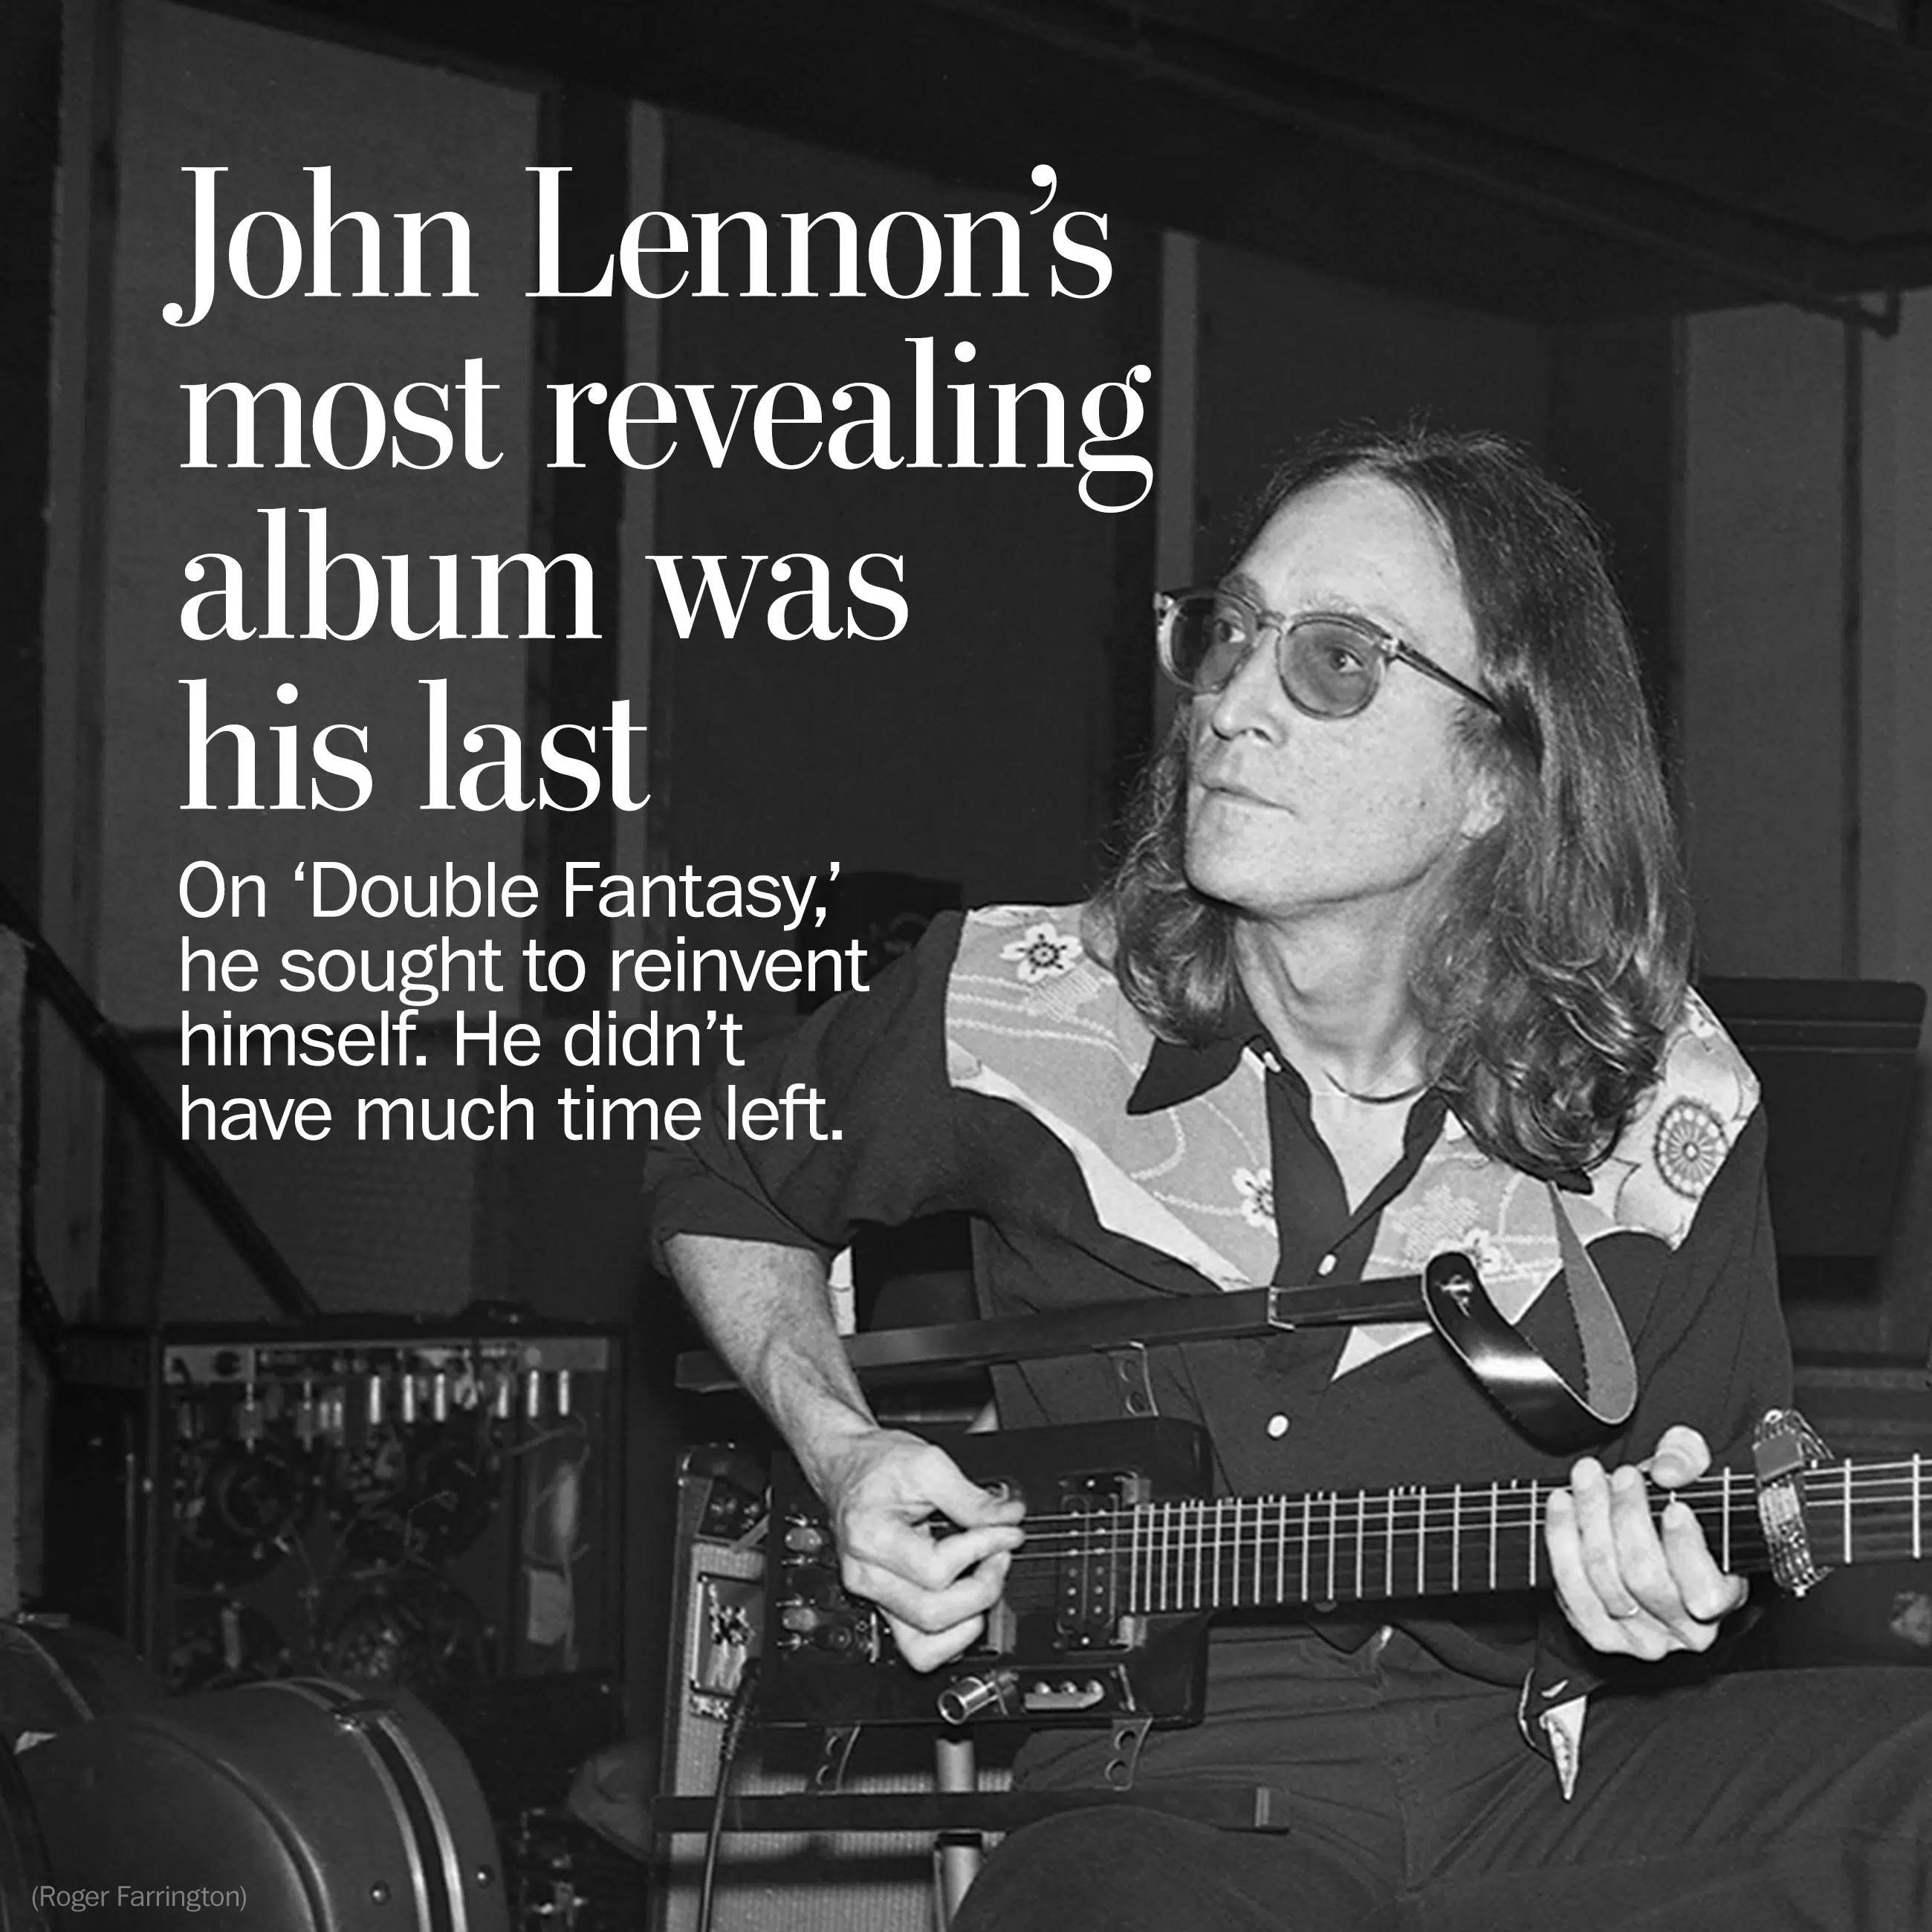 John Lennon’s
most revealing
album was
his last
On ‘Double Fantasy,’
he sought to reinvent
himself. He didn’t
have much time left.
(Roger Farrington)